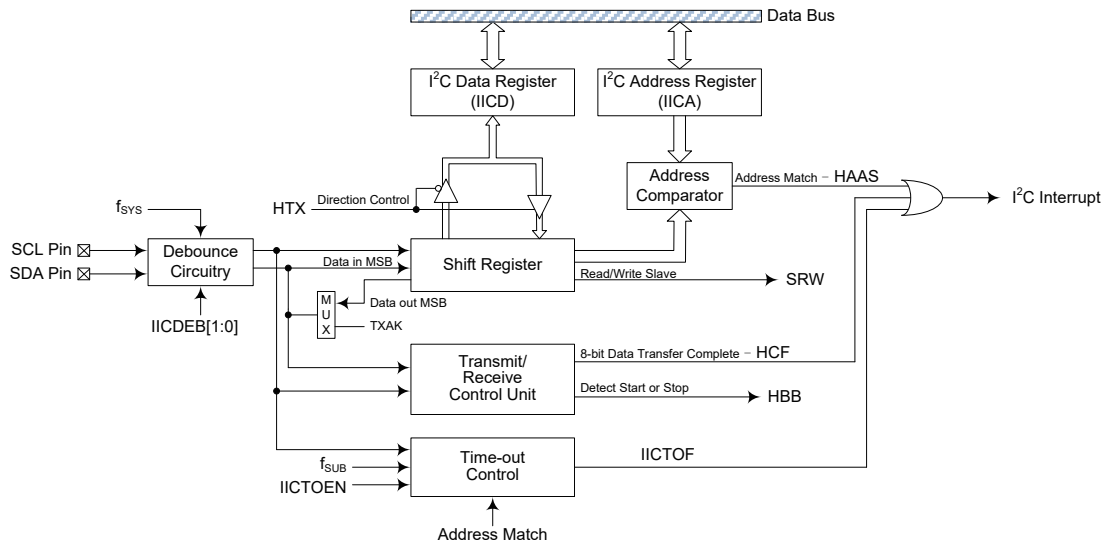 Data Bus
I²C Data Register
(IICD)
I²C Address Register
(IICA)
Address
Comparator
Address Match − HAAS
I²C Interrupt
HTX
Direction Control
fSYS
SCL Pin
SDA Pin
Debounce
Circuitry
IICDEB[1:0]
Data in MSB
Shift Register
Read/Write Slave
SRW
M
U
X
Data out MSB
TXAK
Transmit/
Receive
Control Unit
8-bit Data Transfer Complete − HCF
Detect Start or Stop
HBB
Time-out
Control
fSUB
IICTOEN
IICTOF
Address Match